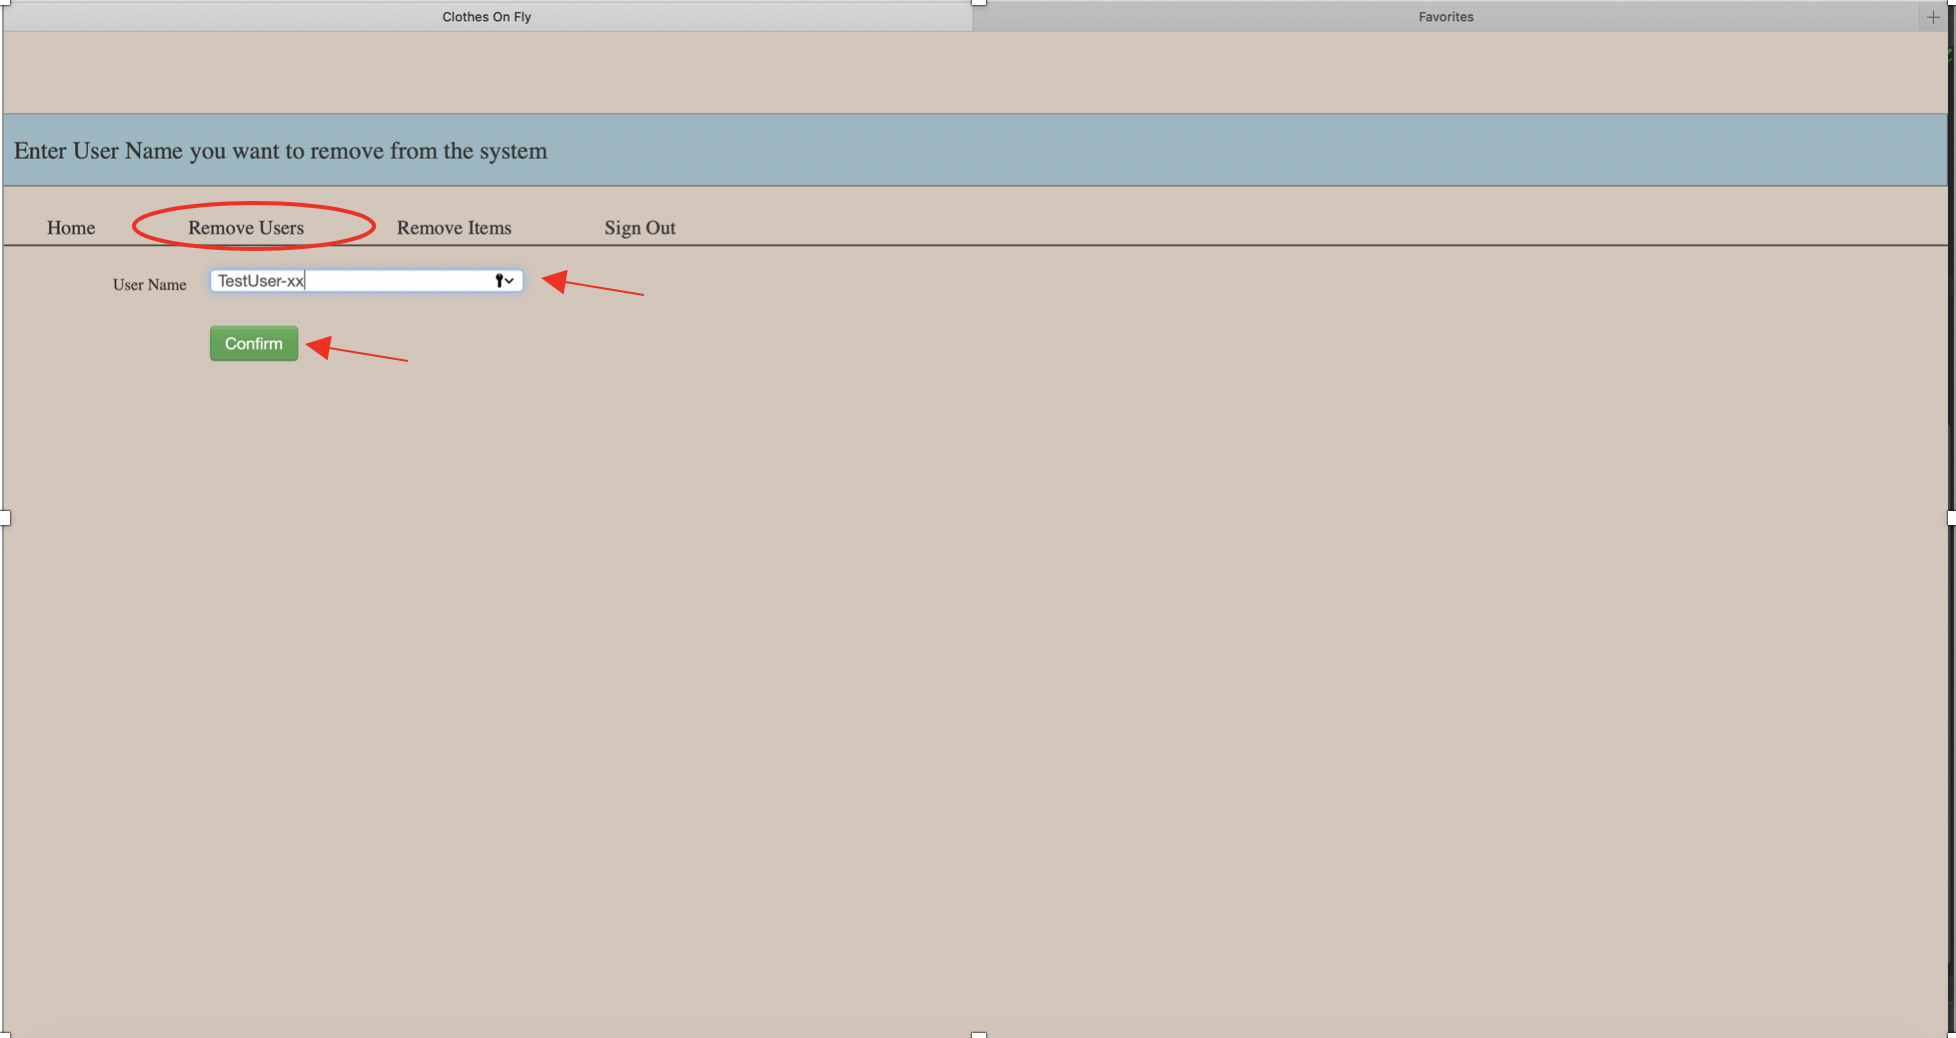 Clothes On Fly Favorites
Enter User Name you want to remove from the system
Home Remove Users Remove Items Sign Out
User Name TestUser-xx
Confirm